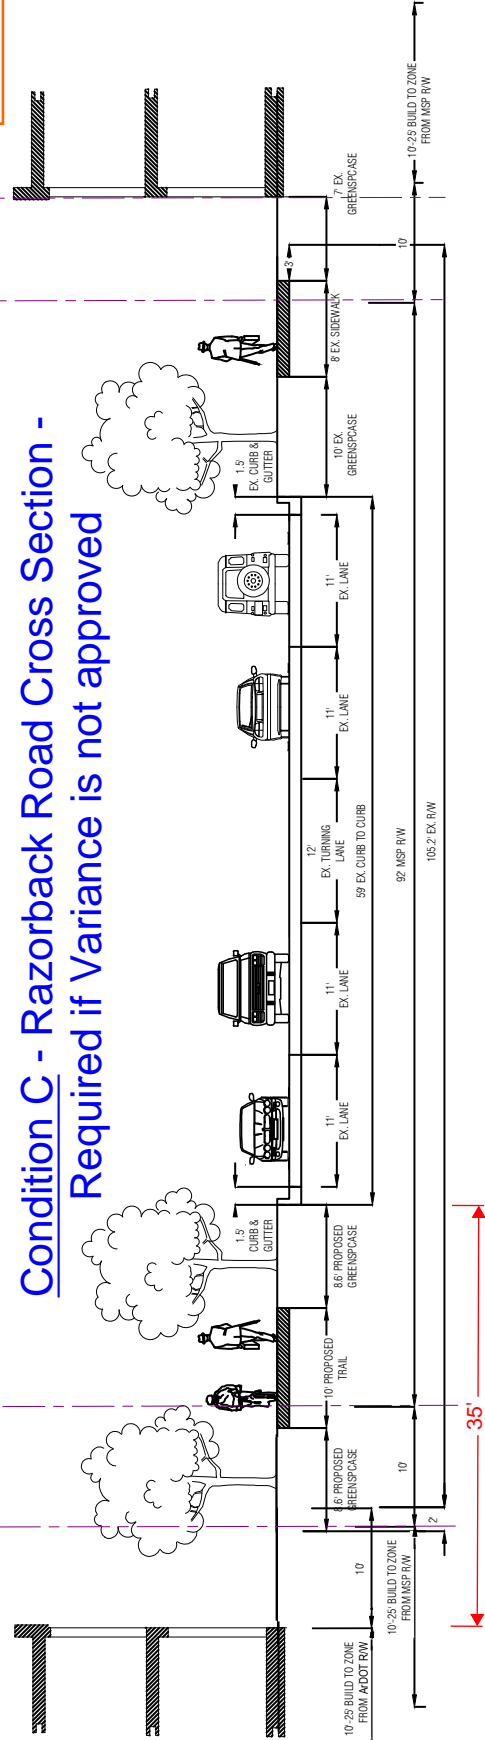 Condition C - Razorback Road Cross Section -
Required if Variance is not approved
1.5'
CURB &
GUTTER
1.5'
EX. CURB &
GUTTER
8.6' PROPOSED
GREENSPCASE
10' PROPOSED
TRAIL
8.6' PROPOSED
GREENSPCASE
11'
EX. LANE
11'
EX. LANE
12'
EX. TURNING
LANE
11'
EX. LANE
11'
EX. LANE
10' EX.
GREENSPCASE
8' EX. SIDEWALK
3'
7' EX.
GREENSPCASE
10'-25' BUILD TO ZONE
FROM ArDOT R/W
10'
59' EX. CURB TO CURB
10'-25' BUILD TO ZONE
FROM MSP R/W
10'
92' MSP R/W
10'
10'-25' BUILD TO ZONE
FROM MSP R/W
2'
105.2' EX. R/W
35'